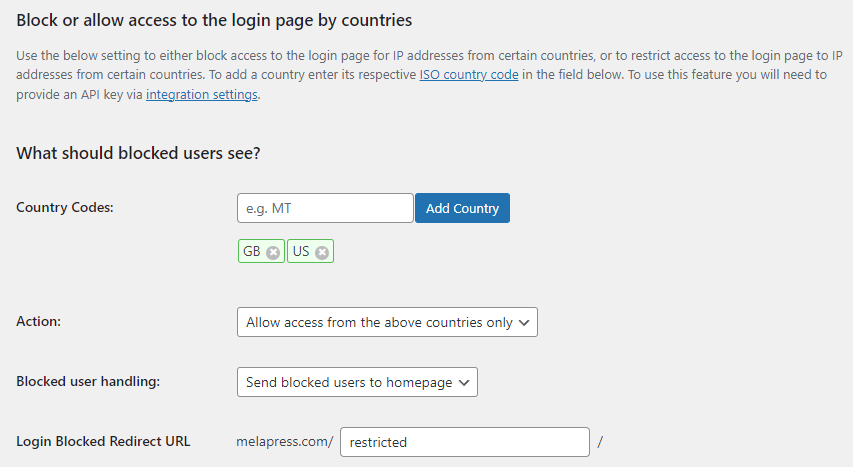 Block or allow access to the login page by countries
Use the below setting to either block access to the login page for IP addresses from certain countries, or to restrict access to the login page to IP
addresses from certain countries. To add a country enter its respective ISO country code in the field below. To use this feature you will need to
provide an API key via integration settings.
What should blocked users see?
Country Codes: e.g. MT Add Country
GB US
Action: Allow access from the above countries only
Blocked user handling: Send blocked users to homepage
Login Blocked Redirect URL melapress.com/ restricted /